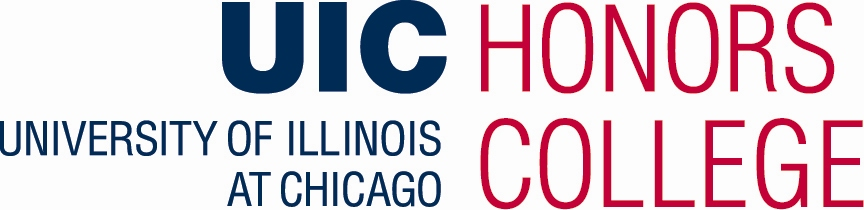 UIC
UNIVERSITY OF ILLINOIS
AT CHICAGO
HONORS
COLLEGE